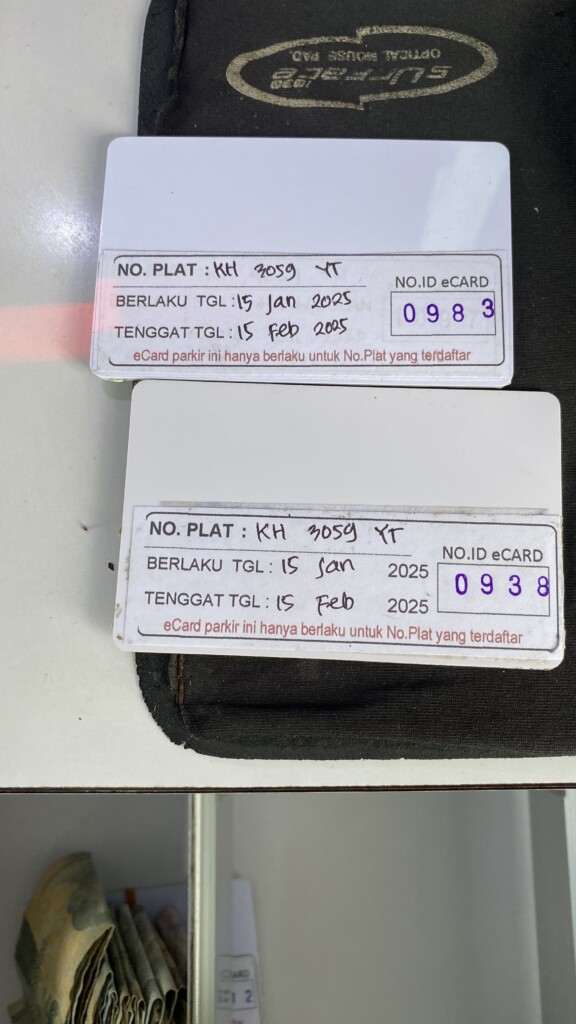 1996
surface
OPTICAL MOUSE PAD.
NO. PLAT : KH 3059 YT
BERLAKU TGL : 15 Jan 2025
TENGGAT TGL : 15 Feb 2005
NO.ID eCARD
0983
eCard parkir ini hanya berlaku untuk No.Plat yang terdaftar
NO. PLAT : KH 3059 YT
BERLAKU TGL : 15 Jan 2025
TENGGAT TGL : 15 Feb 2025
NO.ID eCARD
0938
eCard parkir ini hanya berlaku untuk No.Plat yang terdaftar
12